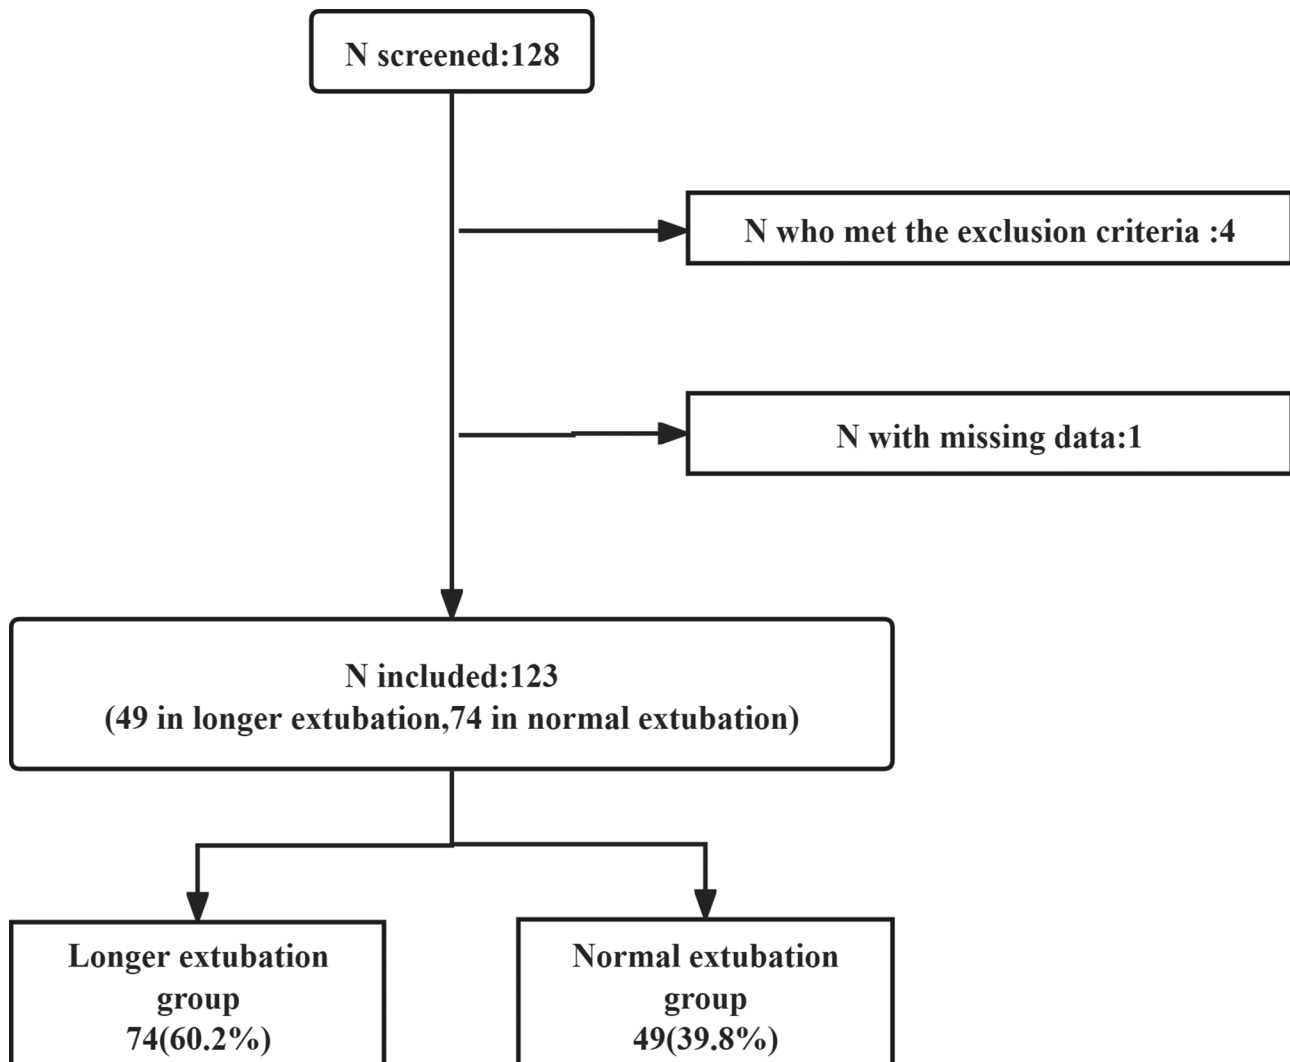 N screened:128
N who met the exclusion criteria :4
N with missing data:1
N included:123
(49 in longer extubation,74 in normal extubation)
Longer extubation
group
74(60.2%)
Normal extubation
group
49(39.8%)